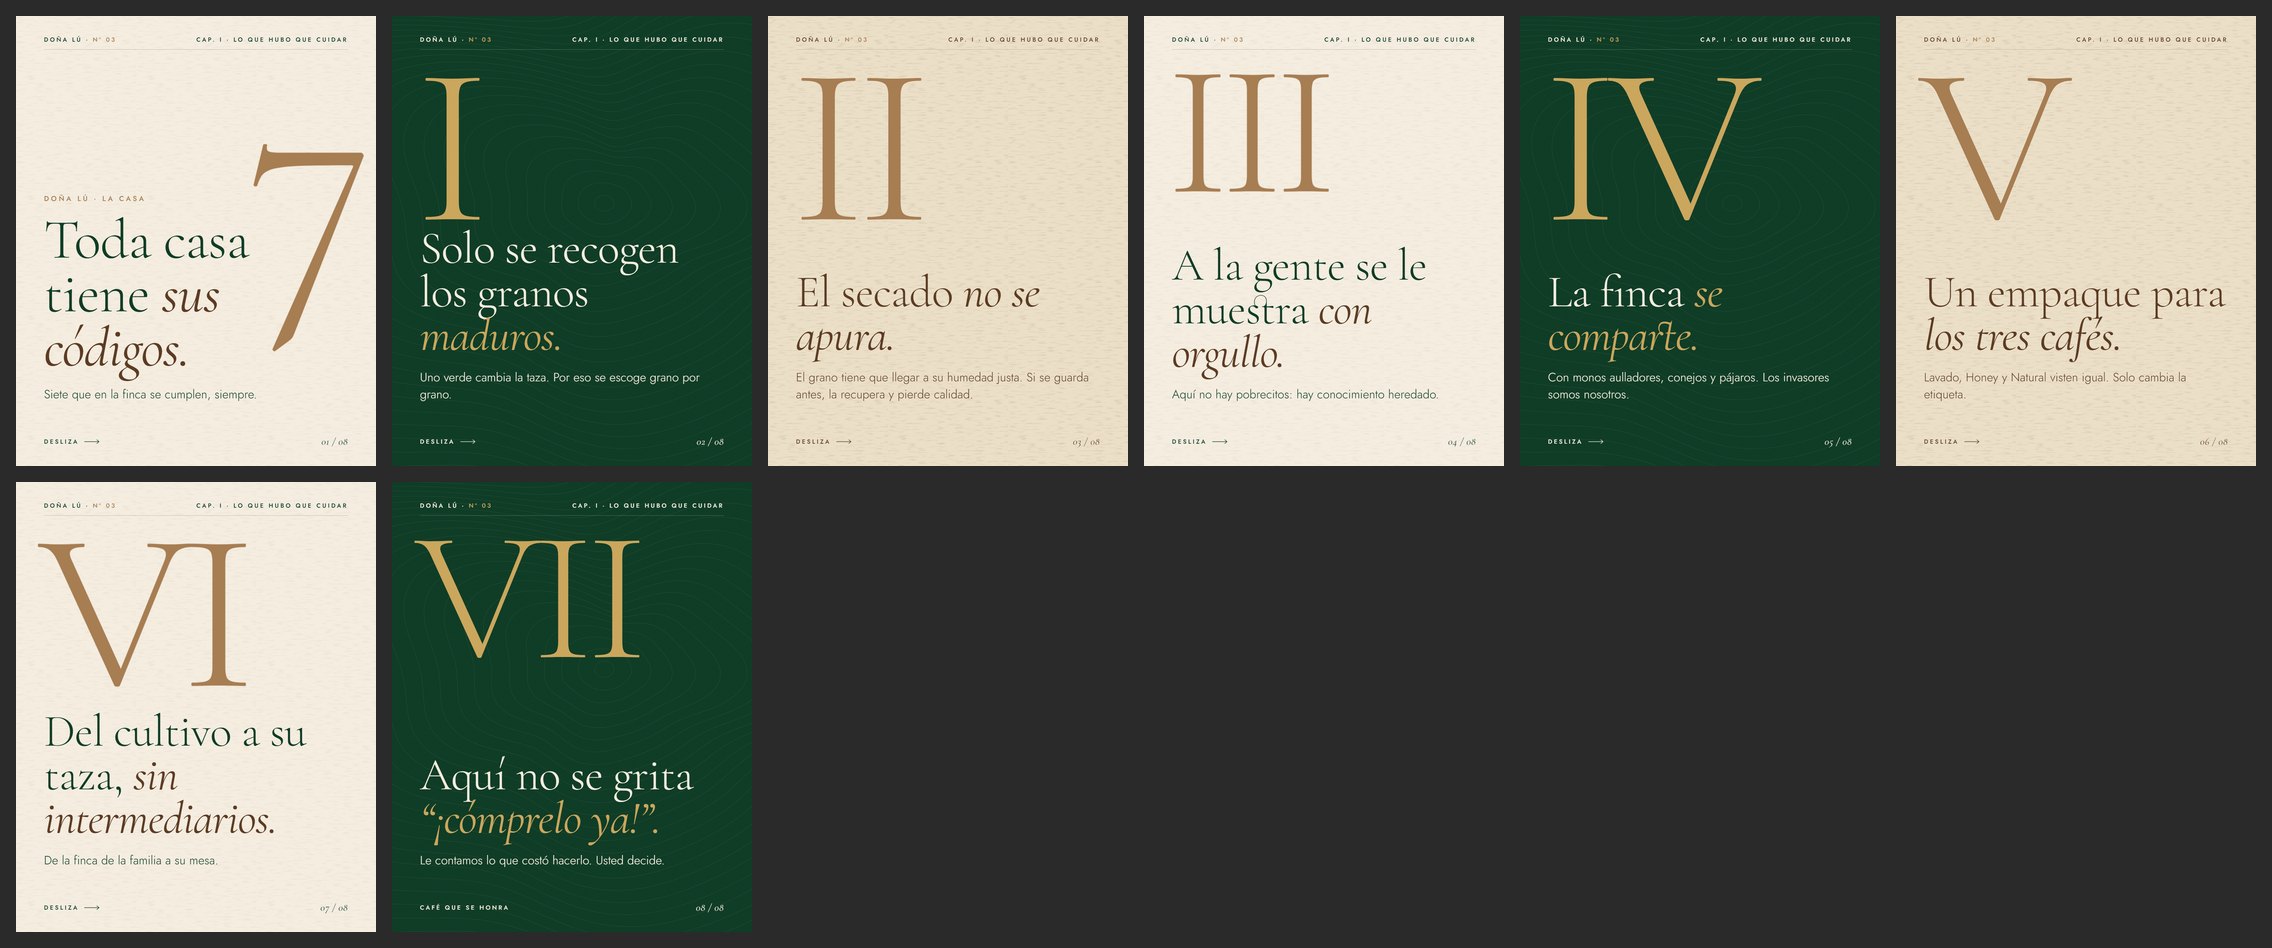 DOÑA LÚ · N° 03
CAP. I · LO QUE HUBO QUE CUIDAR
7
DOÑA LÚ · LA CASA
Toda casa
tiene sus
códigos.
Siete que en la finca se cumplen, siempre.
DESLIZA
01 / 08
DOÑA LÚ · N° 03
CAP. I · LO QUE HUBO QUE CUIDAR
I
Solo se recogen
los granos
maduros.
Uno verde cambia la taza. Por eso se escoge grano por
grano.
DESLIZA
02 / 08
DOÑA LÚ · N° 03
CAP. I · LO QUE HUBO QUE CUIDAR
II
El secado no se
apura.
El grano tiene que llegar a su humedad justa. Si se guarda
antes, la recupera y pierde calidad.
DESLIZA
03 / 08
DOÑA LÚ · N° 03
CAP. I · LO QUE HUBO QUE CUIDAR
III
A la gente se le
muestra con
orgullo.
Aquí no hay pobrecitos: hay conocimiento heredado.
DESLIZA
04 / 08
DOÑA LÚ · N° 03
CAP. I · LO QUE HUBO QUE CUIDAR
IV
La finca se
comparte.
Con monos aulladores, conejos y pájaros. Los invasores
somos nosotros.
DESLIZA
05 / 08
DOÑA LÚ · N° 03
CAP. I · LO QUE HUBO QUE CUIDAR
V
Un empaque para
los tres cafés.
Lavado, Honey y Natural visten igual. Solo cambia la
etiqueta.
DESLIZA
06 / 08
DOÑA LÚ · N° 03
CAP. I · LO QUE HUBO QUE CUIDAR
VI
Del cultivo a su
taza, sin
intermediarios.
De la finca de la familia a su mesa.
DESLIZA
07 / 08
DOÑA LÚ · N° 03
CAP. I · LO QUE HUBO QUE CUIDAR
VII
Aquí no se grita
“¡cómprelo ya!”.
Le contamos lo que costó hacerlo. Usted decide.
CAFÉ QUE SE HONRA
08 / 08